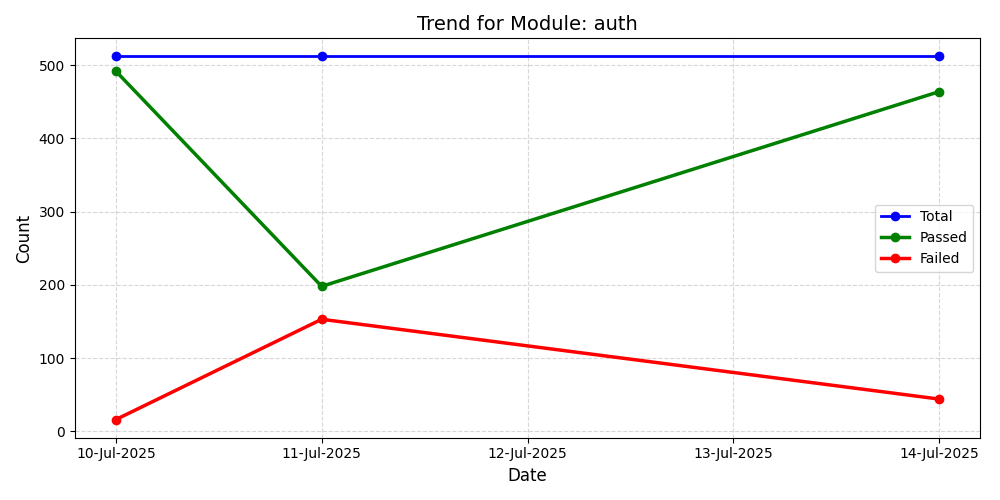 Trend for Module: auth
Count
500
400
300
200
100
0
Total
Passed
Failed
10-Jul-2025
11-Jul-2025
12-Jul-2025
13-Jul-2025
14-Jul-2025
Date